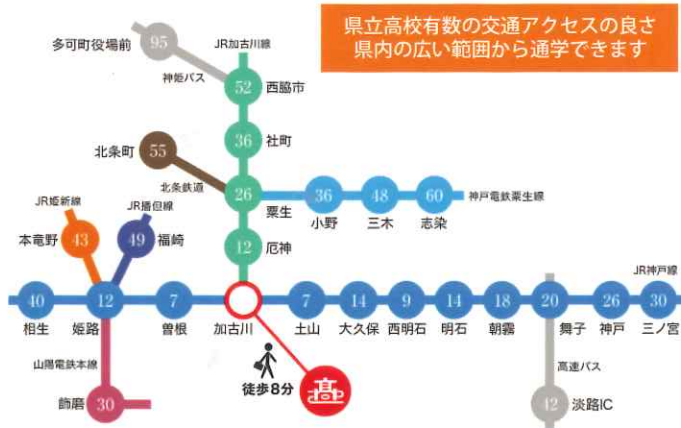 県立高校有数の交通アクセスの良さ
県内の広い範囲から通学できます
多可町役場前
95
神姫バス
JR加古川線
52
西脇市
36
社町
北条町
55
北条鉄道
26
粟生
36
小野
48
三木
60
志染
神戸電鉄粟生線
12
厄神
JR姫新線
本竜野
43
JR播但線
49
福崎
JR神戸線
40
12
7
7
14
9
14
18
20
26
30
相生
姫路
曽根
加古川
土山
大久保
西明石
明石
朝霧
舞子
神戸
三ノ宮
山陽電鉄本線
飾磨
30
徒歩8分
高
高速バス
42
淡路IC